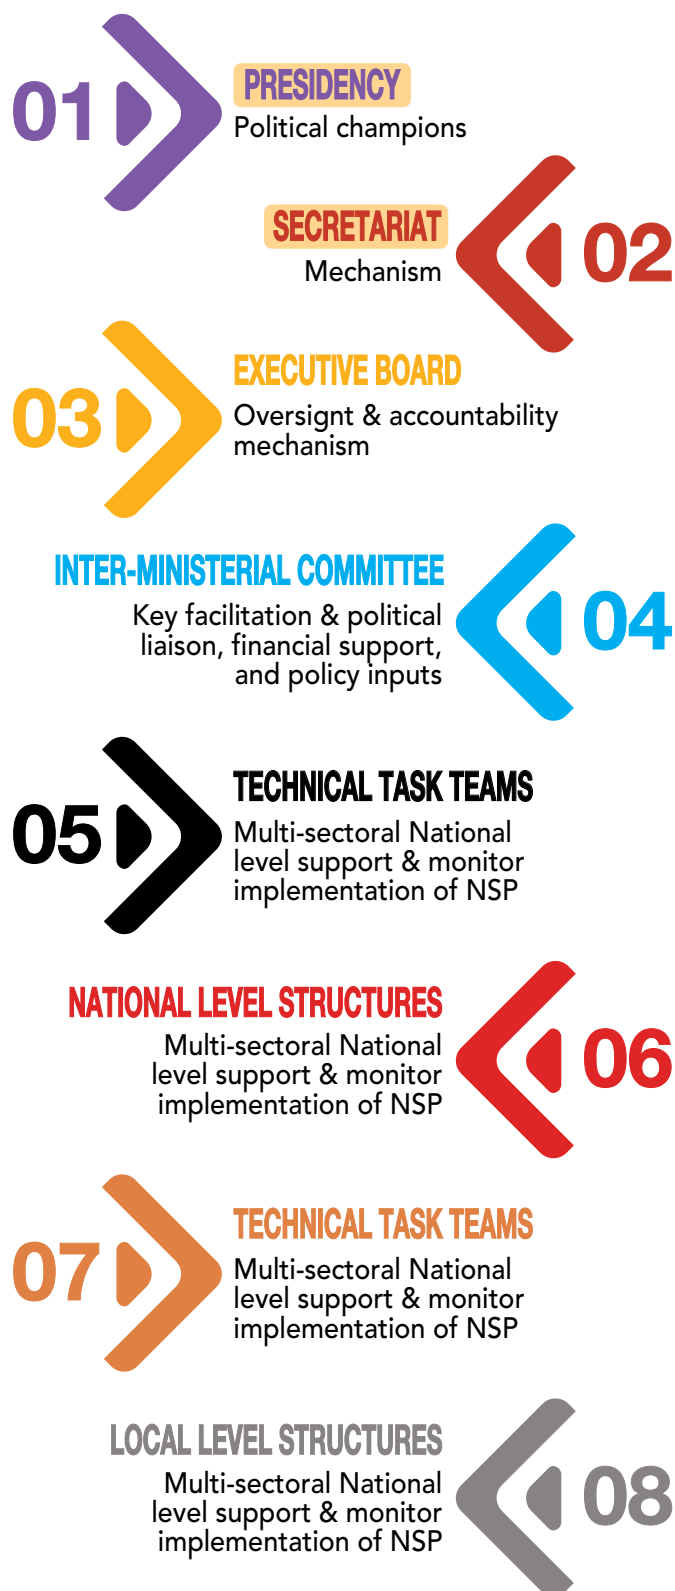 01
PRESIDENCY
Political champions
SECRETARIAT
Mechanism
02
03
EXECUTIVE BOARD
Oversignt & accountability
mechanism
INTER-MINISTERIAL COMMITTEE
Key facilitation & political
liaison, financial support,
and policy inputs
04
05
TECHNICAL TASK TEAMS
Multi-sectoral National
level support & monitor
implementation of NSP
NATIONAL LEVEL STRUCTURES
Multi-sectoral National
level support & monitor
implementation of NSP
06
07
TECHNICAL TASK TEAMS
Multi-sectoral National
level support & monitor
implementation of NSP
LOCAL LEVEL STRUCTURES
Multi-sectoral National
level support & monitor
implementation of NSP
08